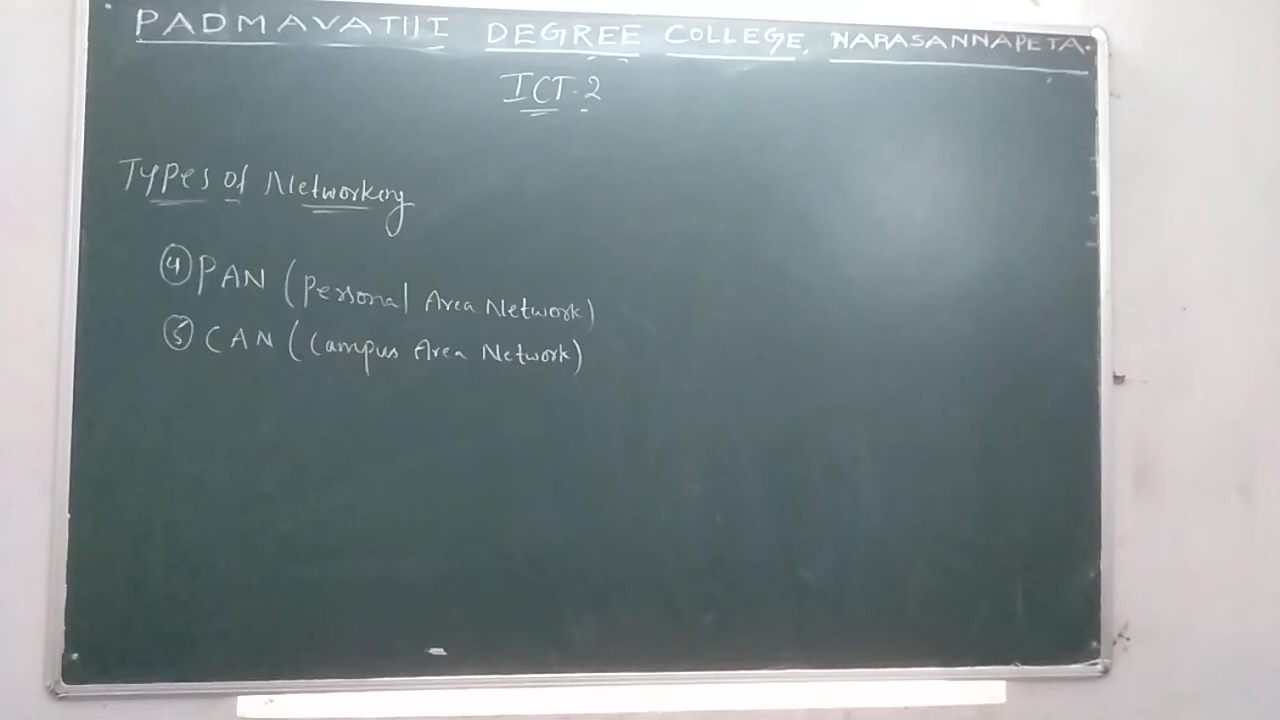 PADMAVATHI DEGREE COLLEGE, NARASANNAPETA.
ICT-2
Types of Networking
④ PAN (Personal Area Network)
⑤ CAN (Campus Area Network)